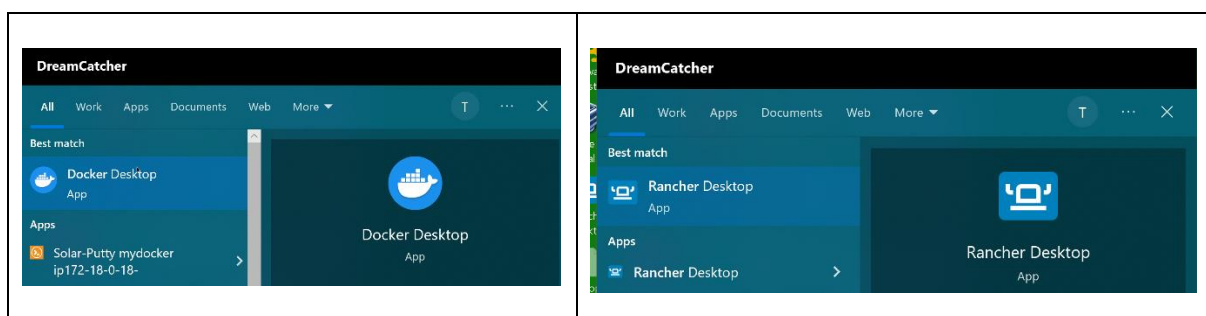 DreamCatcher
All Work Apps Documents Web More T ...
Best match
Docker Desktop
App
Apps
Solar-Putty mydocker
ip172-18-0-18-
Docker Desktop
App
DreamCatcher
All Work Apps Documents Web More T ...
Best match
Rancher Desktop
App
Apps
Rancher Desktop
Rancher Desktop
App